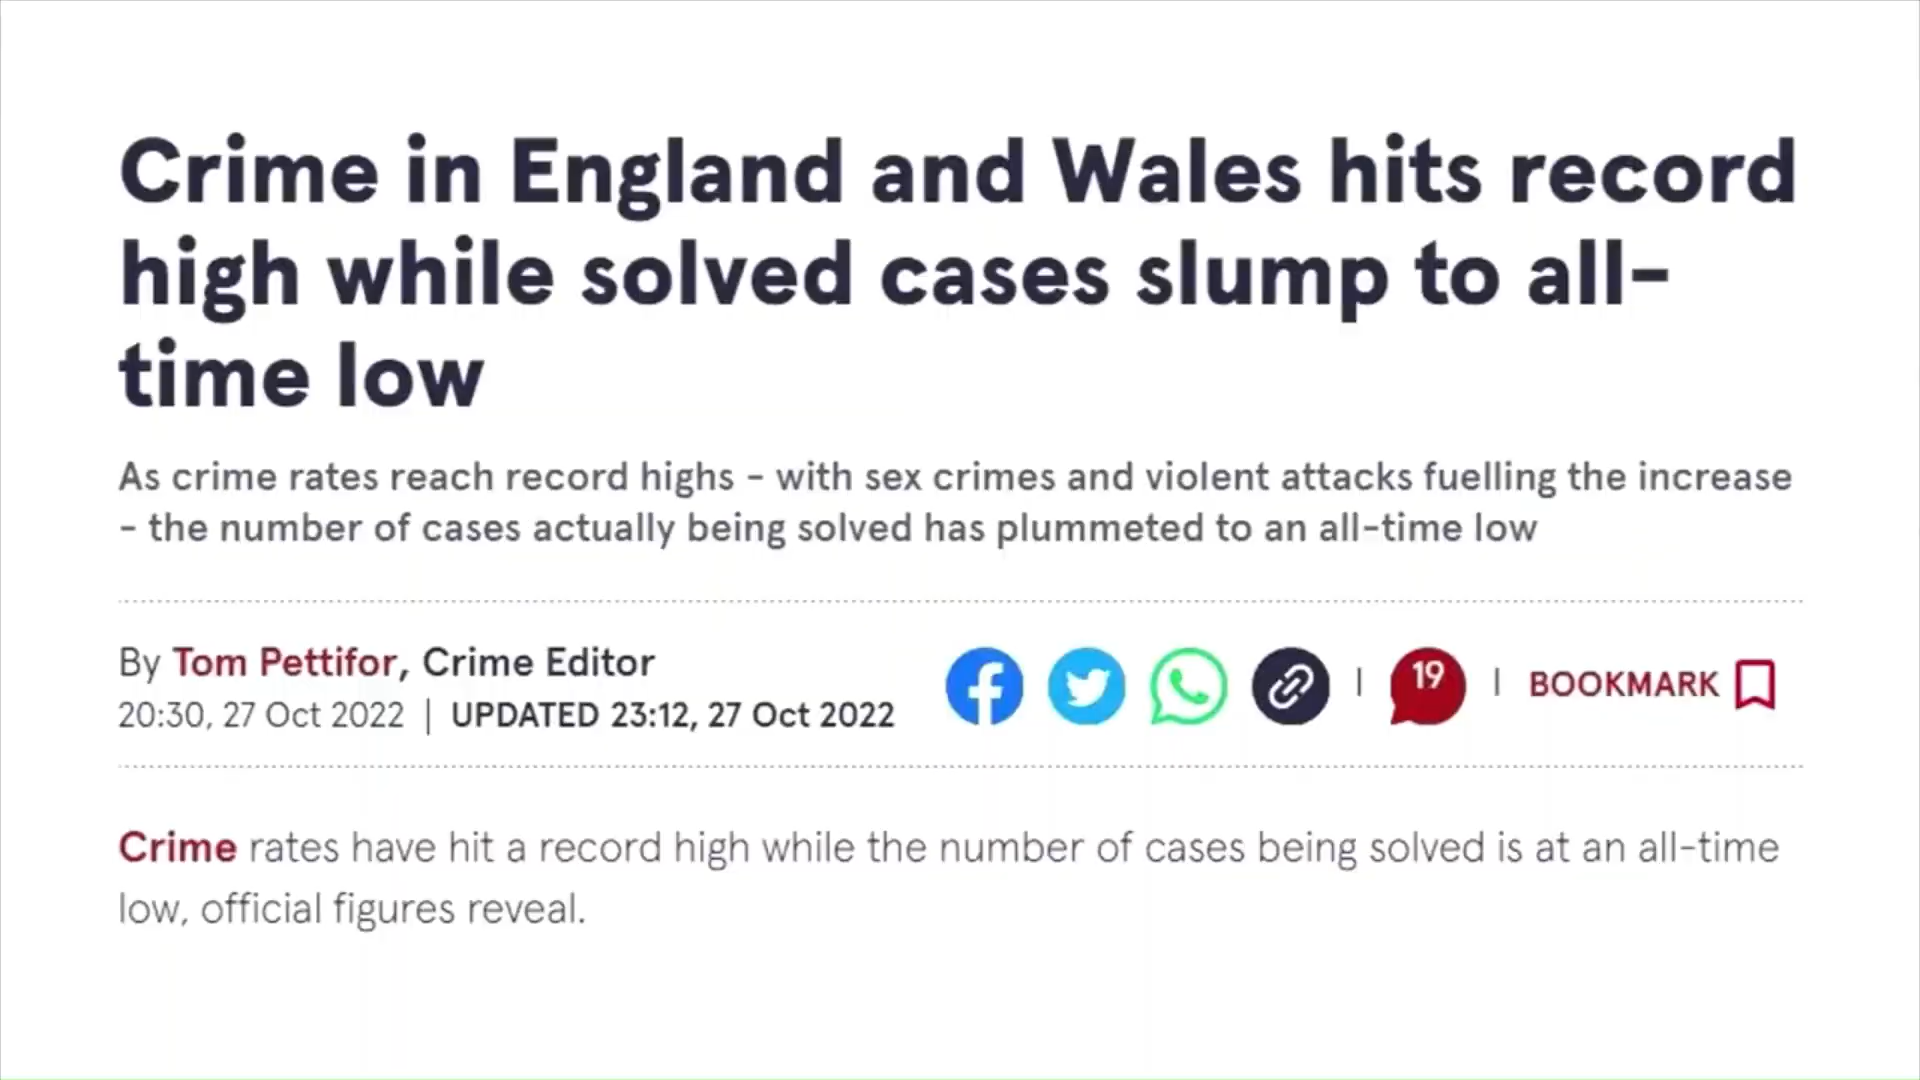 Crime in England and Wales hits record
high while solved cases slump to all-
time low
As crime rates reach record highs - with sex crimes and violent attacks fuelling the increase
- the number of cases actually being solved has plummeted to an all-time low
By Tom Pettifor, Crime Editor
20:30, 27 Oct 2022 | UPDATED 23:12, 27 Oct 2022
19
BOOKMARK
Crime rates have hit a record high while the number of cases being solved is at an all-time
low, official figures reveal.